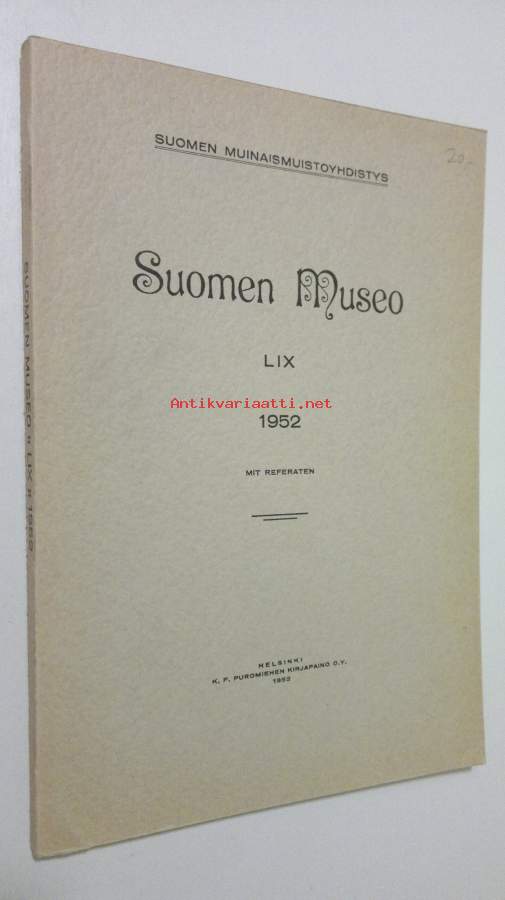 SUOMEN MUINAISMUISTOYHDISTYS
20.-
Suomen Museo
LIX
Antikvariaatti.net
1952
MIT REFERATEN
HELSINKI
K. F. PUROMIEHEN KIRJAPAINO O.Y.
1952
SUOMEN MUSEO * LIX * 1952.